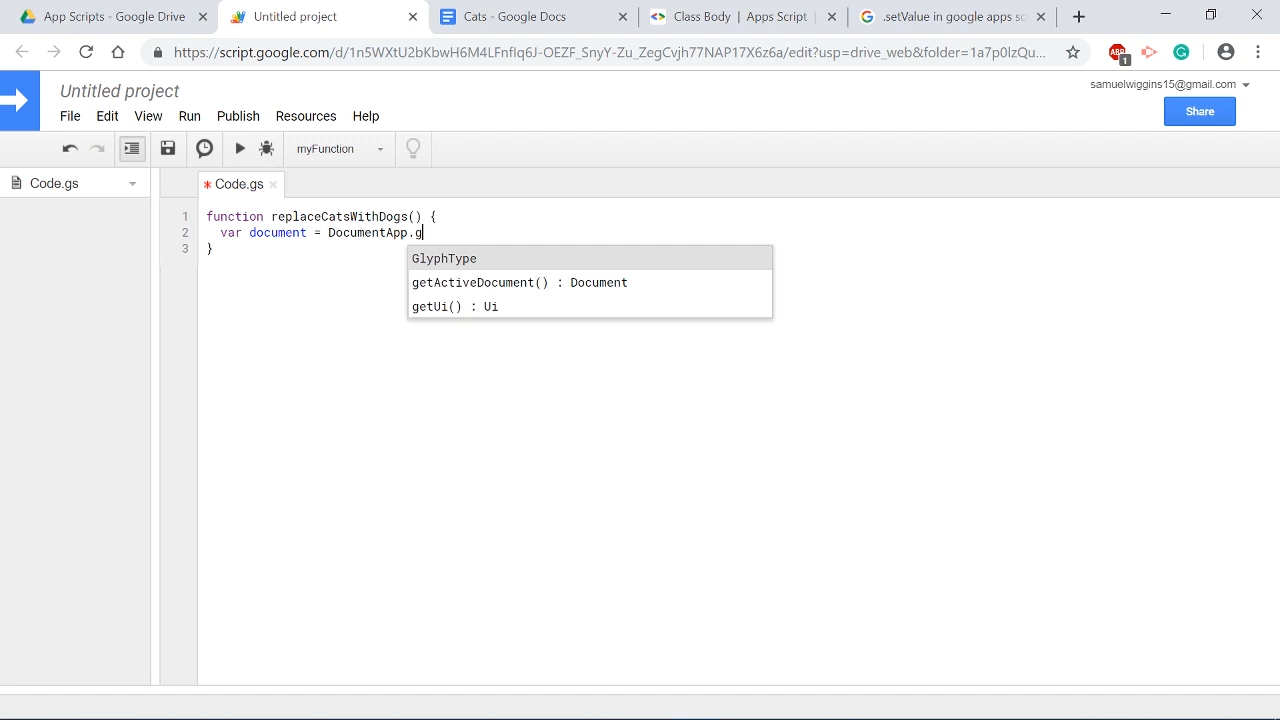 App Scripts - Google Drive
Untitled project
Cats - Google Docs
Class Body | Apps Script |
.setValue in google apps sc
https://script.google.com/d/1n5WXtU2bKbwH6M4LFnfIq6J-OEZF_SnyY-Zu_ZegCvjh77NAP17X6z6a/edit?usp=drive_web&folder=1a7p0lzQu...
ABP
1
Untitled project
samuelwiggins15@gmail.com
File Edit View Run Publish Resources Help
Share
myFunction
Code.gs
* Code.gs
1 function replaceCatsWithDogs() {
2 var document = DocumentApp.g
3 }
GlyphType
getActiveDocument() : Document
getUi() : Ui